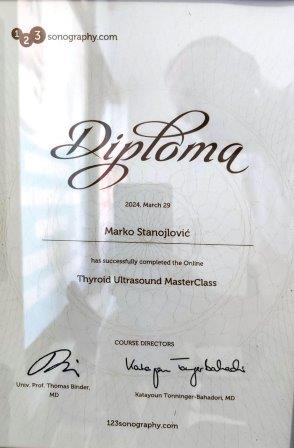 123sonography.com
Diploma
2024, March 29
Marko Stanojlović
has successfully completed the Online
Thyroid Ultrasound MasterClass
COURSE DIRECTORS
Univ. Prof. Thomas Binder,
MD
Katayoun Tonninger-Bahadori, MD
123sonography.com